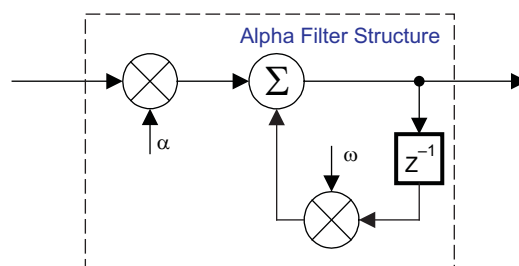 Alpha Filter Structure
Σ
α
ω
Z⁻¹